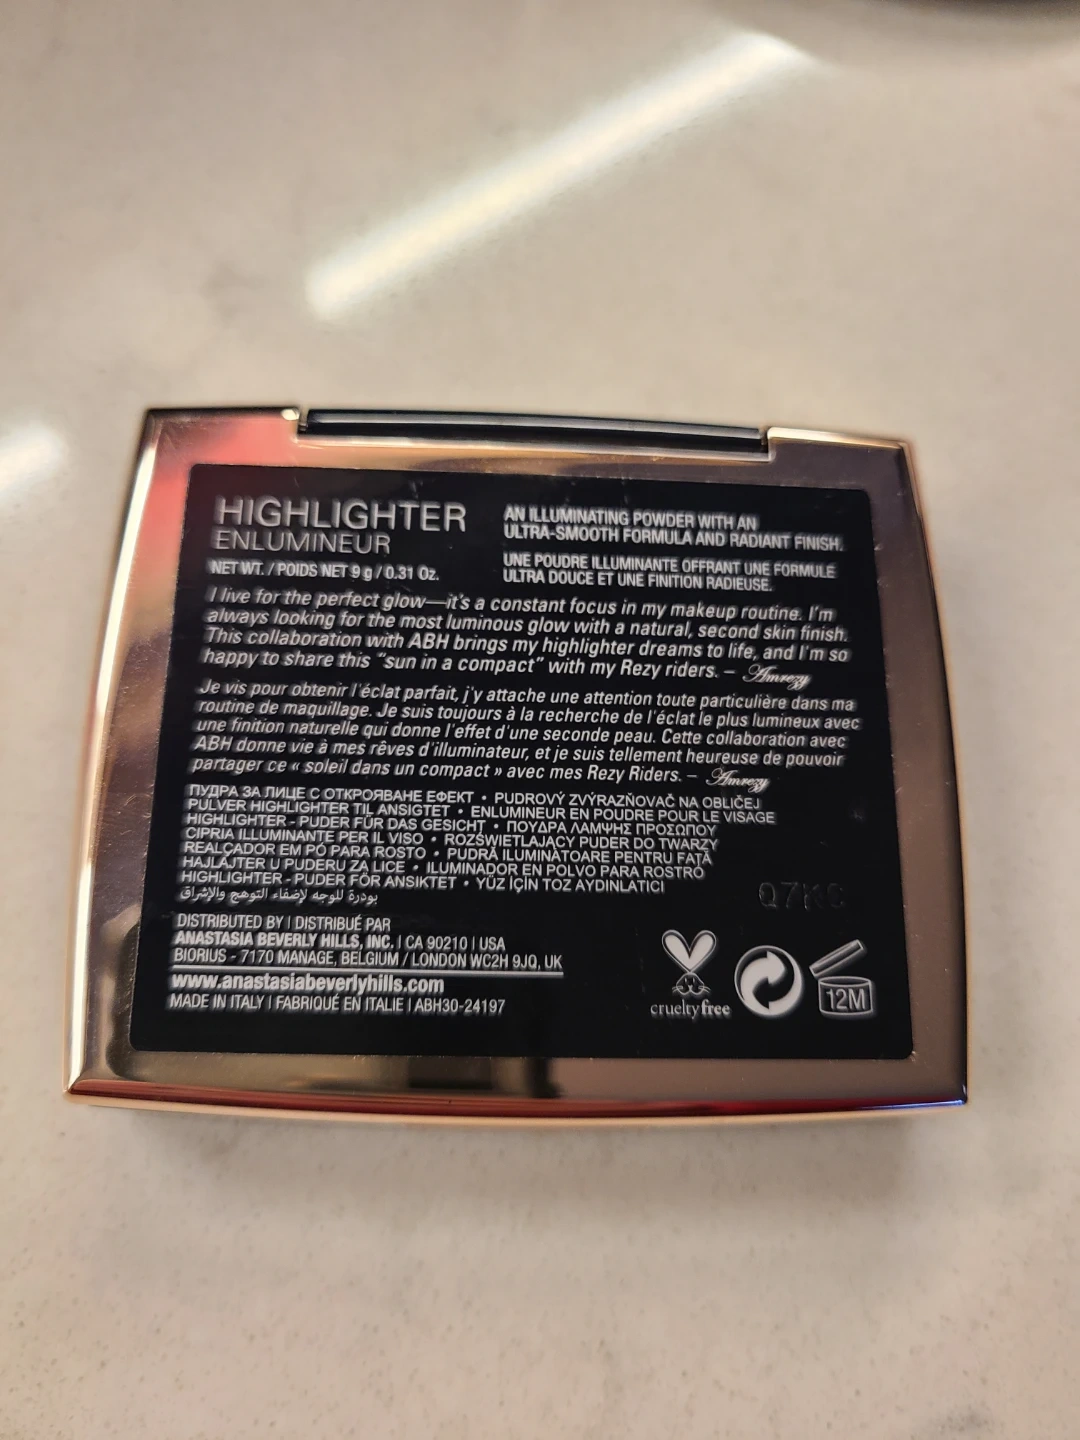 HIGHLIGHTER
ENLUMINEUR
NET WT. / POIDS NET 9 g / 0.31 Oz.
AN ILLUMINATING POWDER WITH AN
ULTRA-SMOOTH FORMULA AND RADIANT FINISH.
UNE POUDRE ILLUMINANTE OFFRANT UNE FORMULE
ULTRA DOUCE ET UNE FINITION RADIEUSE.
I live for the perfect glow—it's a constant focus in my makeup routine. I'm
always looking for the most luminous glow with a natural, second skin finish.
This collaboration with ABH brings my highlighter dreams to life, and I'm so
happy to share this "sun in a compact" with my Rezy riders. – Amrezy
Je vis pour obtenir l'éclat parfait, j'y attache une attention toute particulière dans ma
routine de maquillage. Je suis toujours à la recherche de l'éclat le plus lumineux avec
une finition naturelle qui donne l'effet d'une seconde peau. Cette collaboration avec
ABH donne vie à mes rêves d'illuminateur, et je suis tellement heureuse de pouvoir
partager ce « soleil dans un compact » avec mes Rezy Riders. – Amrezy
ПУДРА ЗА ЛИЦЕ С ОТКРОЯВАНЕ ЕФЕКТ • PUDROVÝ ZVÝRAZŇOVAČ NA OBLIČEJ
PULVER HIGHLIGHTER TIL ANSIGTET • ENLUMINEUR EN POUDRE POUR LE VISAGE
HIGHLIGHTER - PUDER FÜR DAS GESICHT • ΠΟΥΔΡΑ ΛΑΜΨΗΣ ΠΡΟΣΩΠΟΥ
CIPRIA ILLUMINANTE PER IL VISO • ROZŚWIETLAJĄCY PUDER DO TWARZY
REALÇADOR EM PÓ PARA ROSTO • PUDRĂ ILUMINATOARE PENTRU FAȚĂ
HAJLAJTER U PUDERU ZA LICE • ILUMINADOR EN POLVO PARA ROSTRO
HIGHLIGHTER - PUDER FÖR ANSIKTET • YÜZ İÇİN TOZ AYDINLATICI
بودرة للوجه لإضفاء التوهج والإشراق
Q7K
DISTRIBUTED BY | DISTRIBUÉ PAR
ANASTASIA BEVERLY HILLS, INC. | CA 90210 | USA
BIORIUS - 7170 MANAGE, BELGIUM / LONDON WC2H 9JQ, UK
www.anastasiabeverlyhills.com
MADE IN ITALY | FABRIQUÉ EN ITALIE | ABH30-24197
crueltyfree
12M